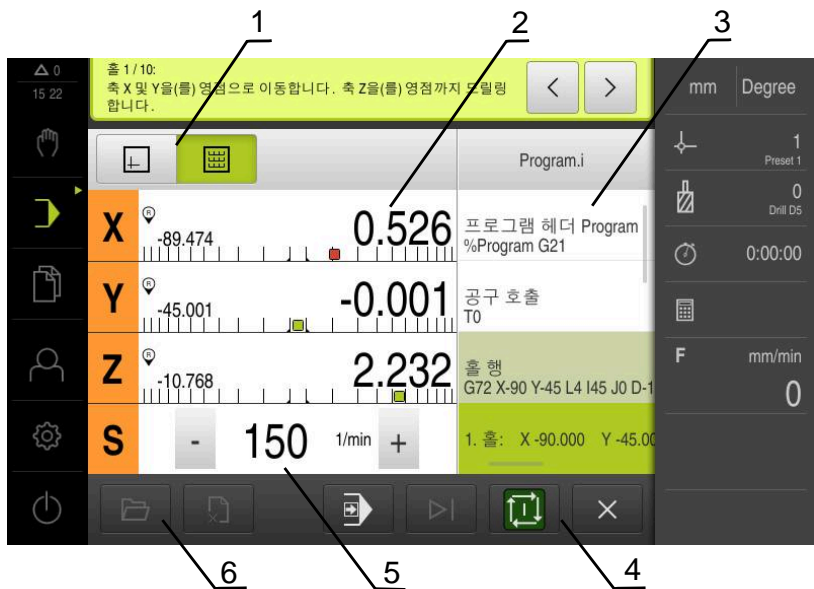 1 2 3
△ 0
15 22
홀 1 / 10:
축 X 및 Y을(를) 영점으로 이동합니다. 축 Z을(를) 영점까지 드릴링
합니다.
< >
mm Degree
Program.i
1
Preset 1
X R -89.474 0.526
프로그램 헤더 Program
%Program G21
0
Drill D5
0:00:00
Y R -45.001 -0.001
공구 호출
T0
Z R -10.768 2.232
홀 행
G72 X-90 Y-45 L4 I45 J0 D-1
F mm/min
0
S - 150 1/min +
1. 홀: X -90.000 Y -45.00
6 5 4